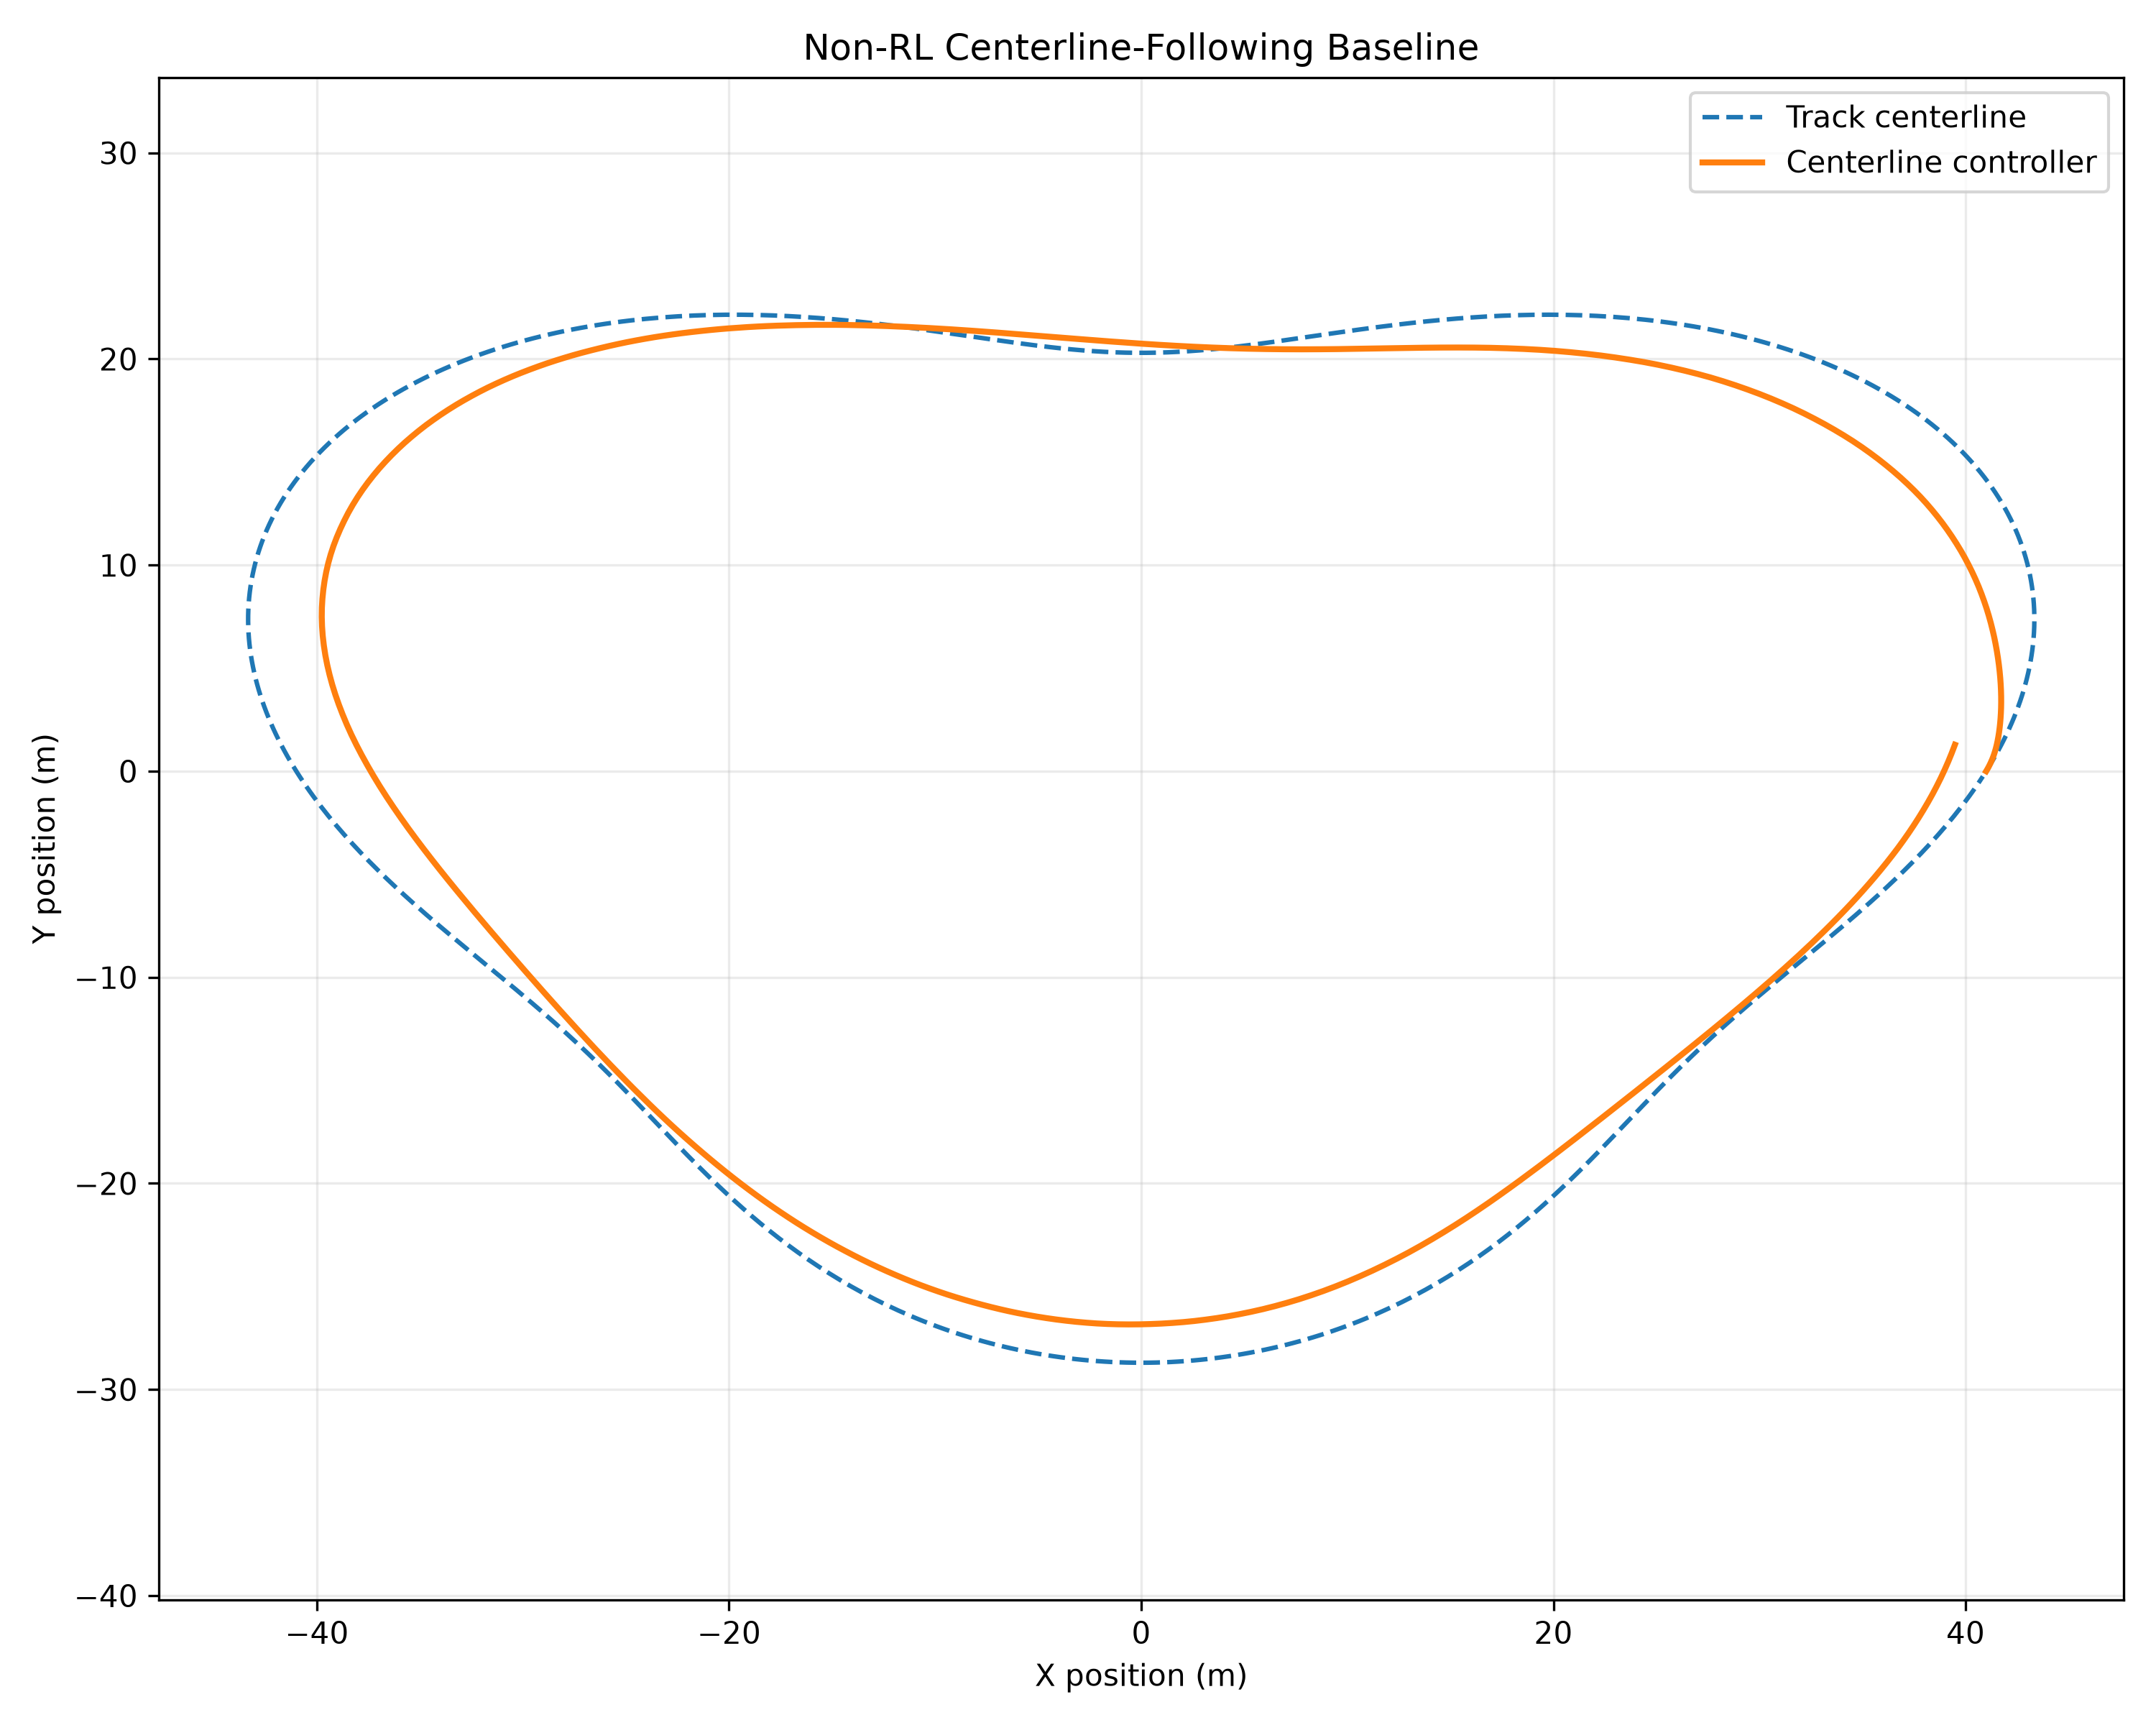 Non-RL Centerline-Following Baseline
Track centerline
Centerline controller
30
20
10
0
−10
−20
−30
−40
Y position (m)
−40
−20
0
20
40
X position (m)